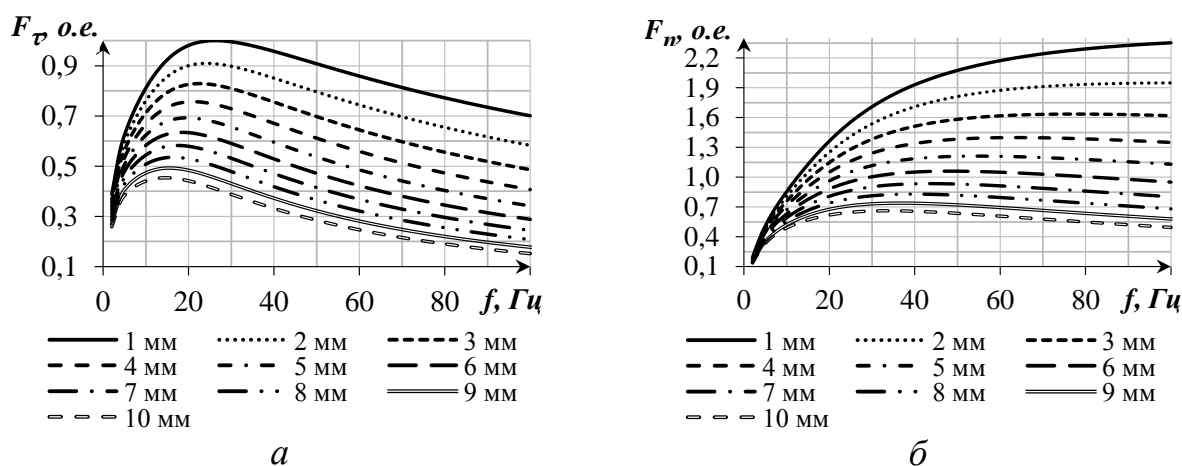 Fτ, о.е.
0,9
0,7
0,5
0,3
0,1
0 20 40 60 80 f, Гц
1 мм 2 мм 3 мм
4 мм 5 мм 6 мм
7 мм 8 мм 9 мм
10 мм
а
Fn, о.е.
2,2
1,9
1,6
1,3
1,0
0,7
0,4
0,1
0 20 40 60 80 f, Гц
1 мм 2 мм 3 мм
4 мм 5 мм 6 мм
7 мм 8 мм 9 мм
10 мм
б